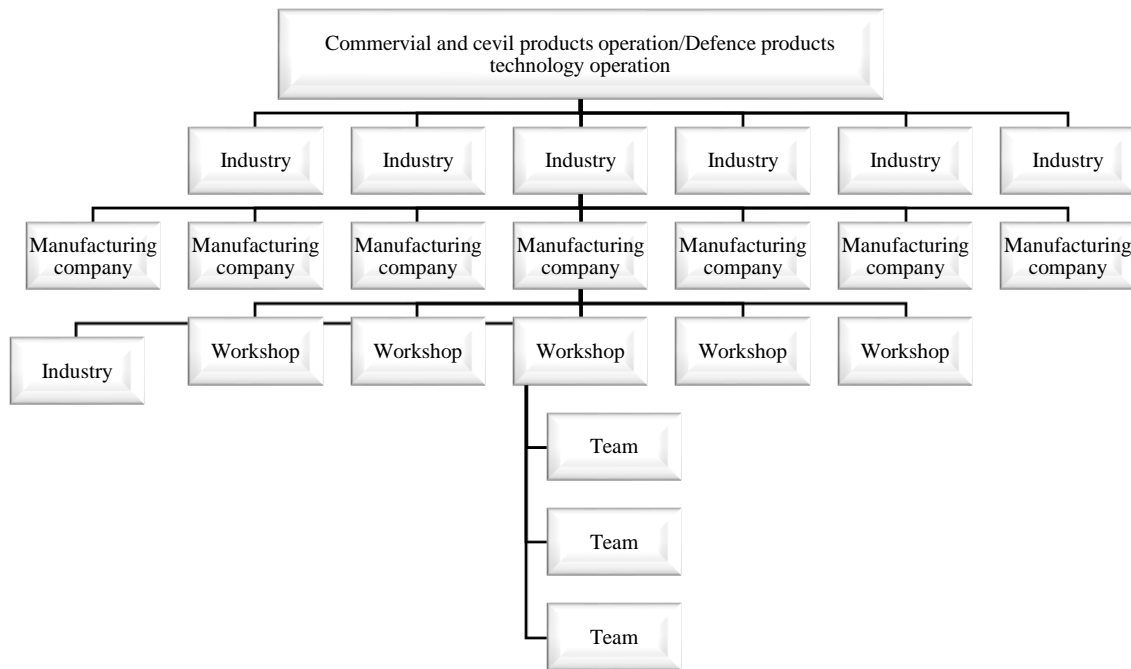 Commervial and cevil products operation/Defence products
technology operation
Industry
Industry
Industry
Industry
Industry
Industry
Manufacturing
company
Manufacturing
company
Manufacturing
company
Manufacturing
company
Manufacturing
company
Manufacturing
company
Manufacturing
company
Industry
Workshop
Workshop
Workshop
Workshop
Workshop
Team
Team
Team